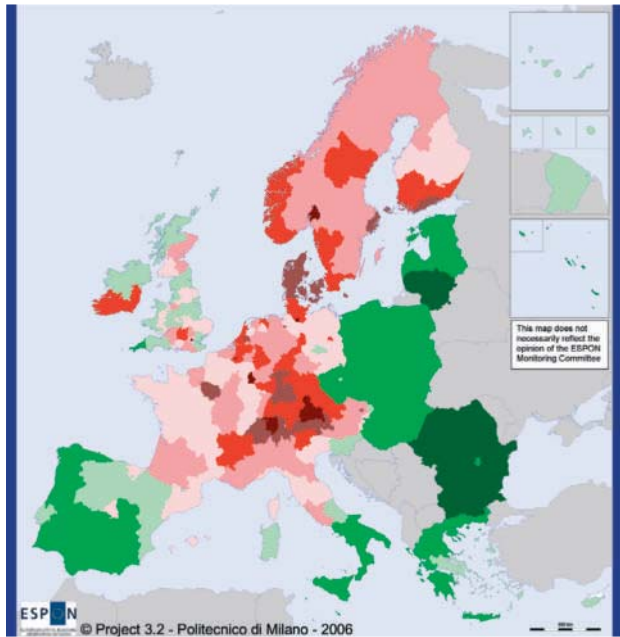 This map does not
necessarily reflect the
opinion of the ESPON
Monitoring Committee
ESPON
© Project 3.2 - Politecnico di Milano - 2006